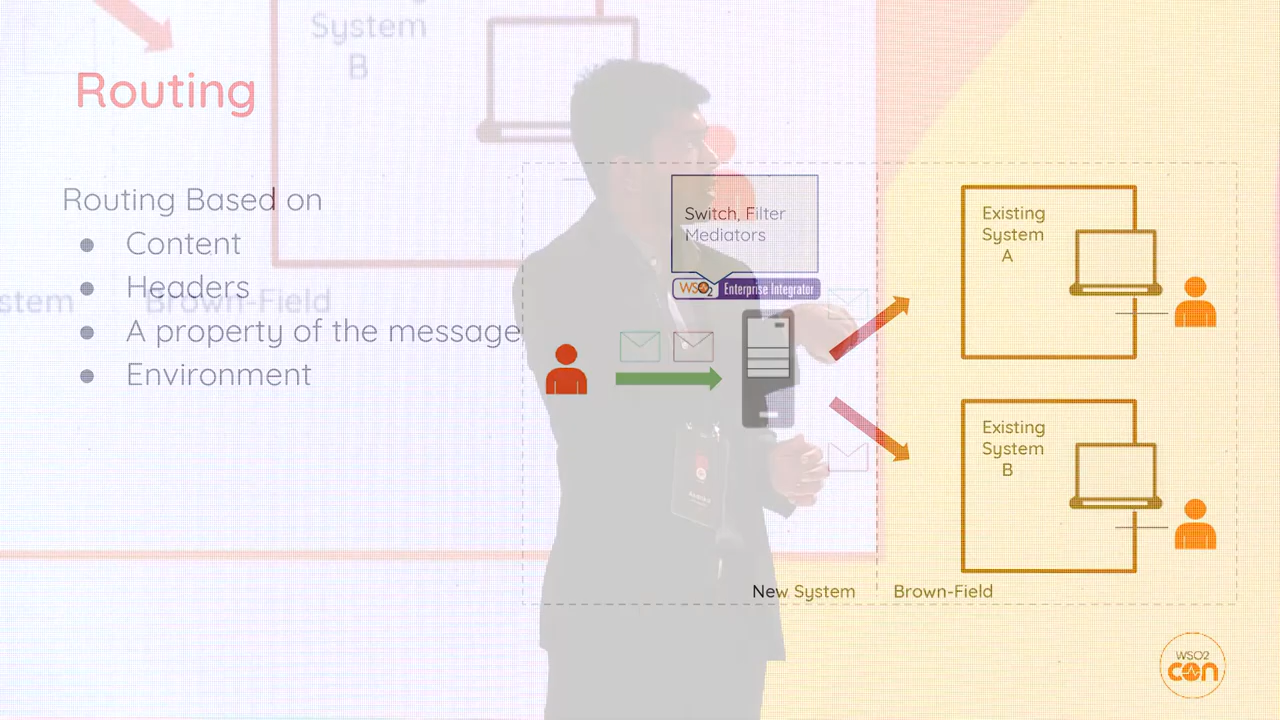 System
B
Routing
Routing Based on
Content
Headers
stem Brown-Field
A property of the message
Environment
Switch, Filter
Mediators
WSO2 Enterprise Integrator
Existing
System
A
Existing
System
B
New System
Brown-Field
WSO2
con